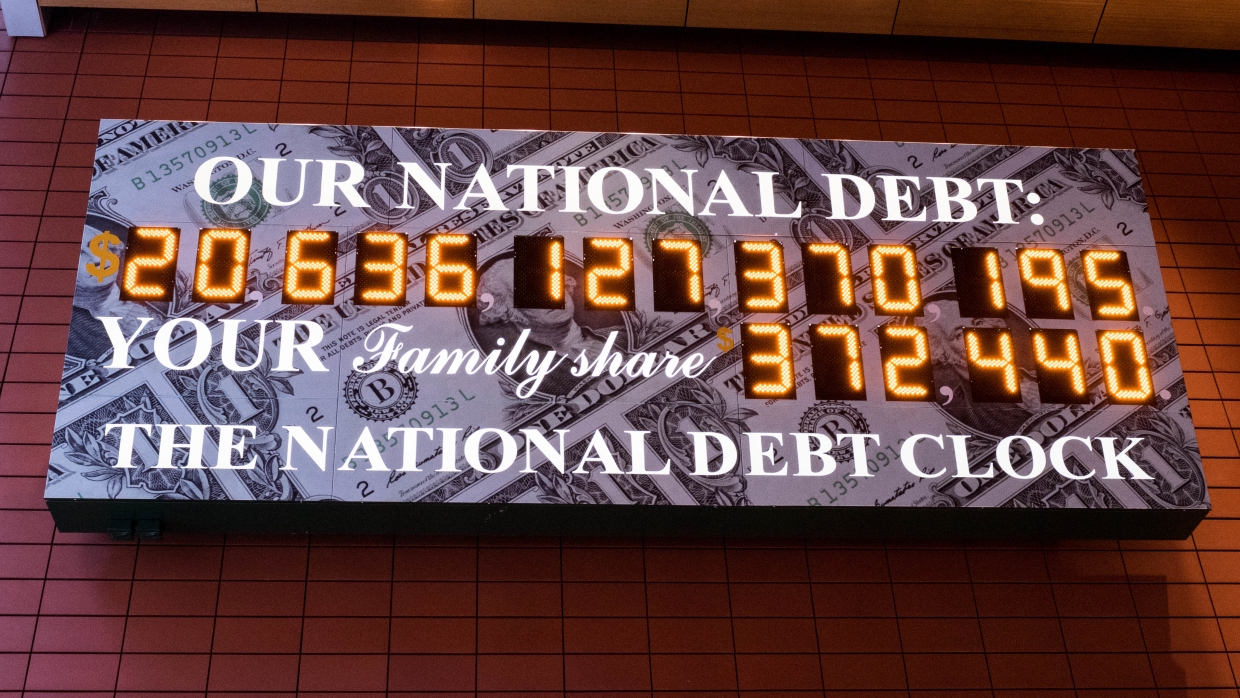 OUR NATIONAL DEBT:
$20,636,127,370,195
YOUR Family share $372,440
THE NATIONAL DEBT CLOCK